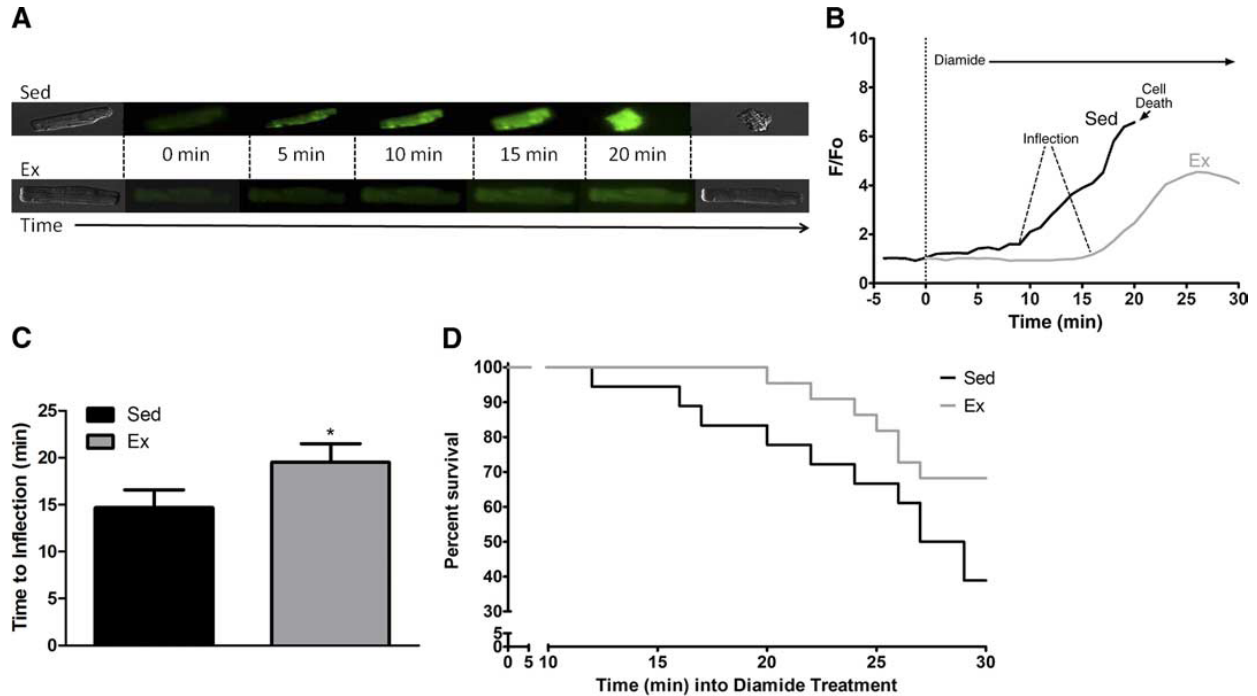 A
Sed
0 min 5 min 10 min 15 min 20 min
Ex
Time
B
10
8
6
4
2
0
F/Fo
Diamide
Cell
Death
Sed
Inflection
Ex
-5 0 5 10 15 20 25 30
Time (min)
C
25
20
15
10
5
0
Time to Inflection (min)
Sed
Ex
*
D
100
90
80
70
60
50
40
30
5
0
Percent survival
Sed
Ex
0 5 10 15 20 25 30
Time (min) into Diamide Treatment